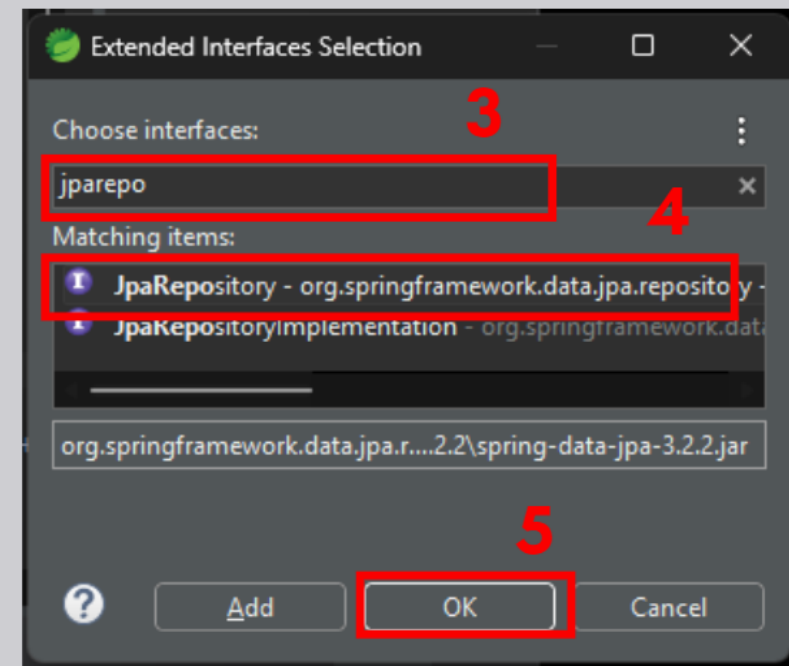 Extended Interfaces Selection
3
Choose interfaces:
jparepo
4
Matching items:
JpaRepository - org.springframework.data.jpa.repository -
JpaRepositoryImplementation - org.springframework.data
org.springframework.data.jpa.r....2.2\spring-data-jpa-3.2.2.jar
5
? Add OK Cancel